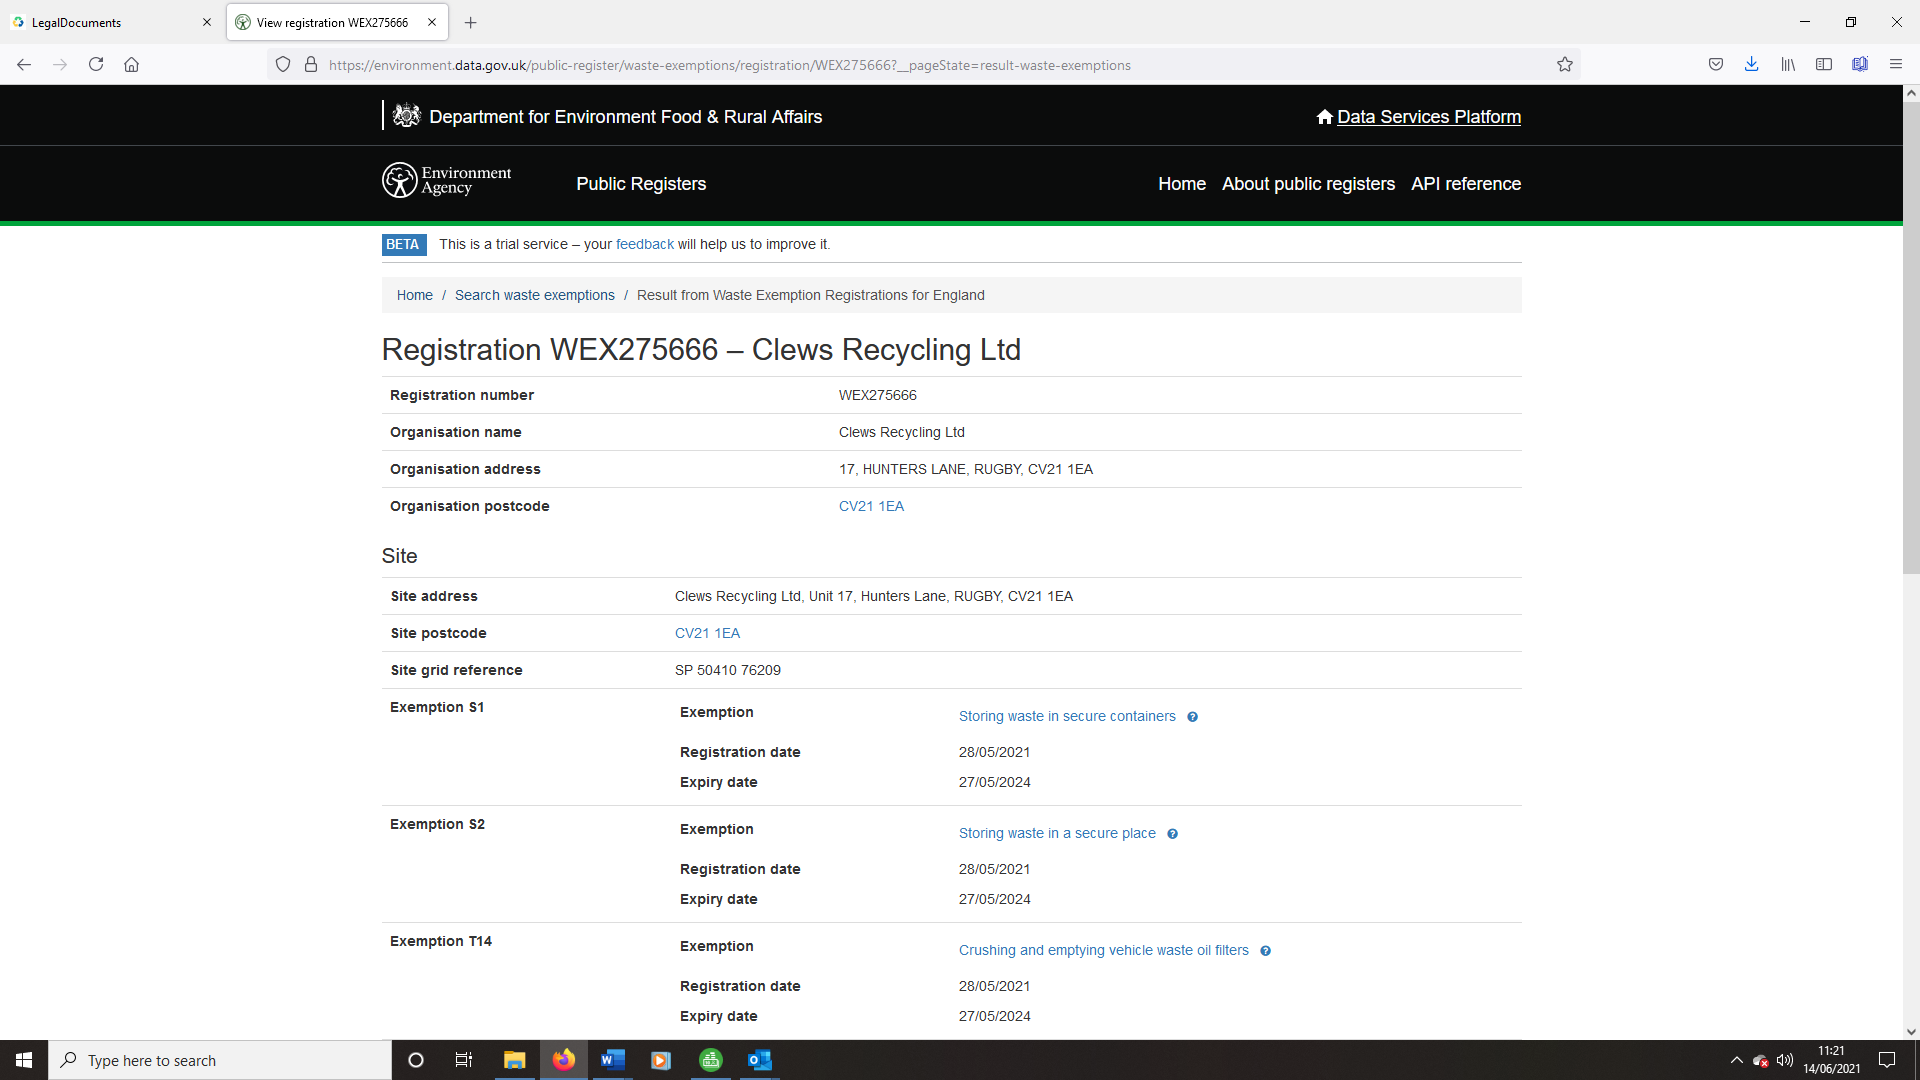 LegalDocuments
View registration WEX275666
https://environment.data.gov.uk/public-register/waste-exemptions/registration/WEX275666?__pageState=result-waste-exemptions
Department for Environment Food & Rural Affairs
Data Services Platform
Environment Agency
Public Registers
Home About public registers API reference
BETA This is a trial service – your feedback will help us to improve it.
Home / Search waste exemptions / Result from Waste Exemption Registrations for England
Registration WEX275666 – Clews Recycling Ltd
Registration number WEX275666
Organisation name Clews Recycling Ltd
Organisation address 17, HUNTERS LANE, RUGBY, CV21 1EA
Organisation postcode CV21 1EA
Site
Site address Clews Recycling Ltd, Unit 17, Hunters Lane, RUGBY, CV21 1EA
Site postcode CV21 1EA
Site grid reference SP 50410 76209
Exemption S1 Exemption Storing waste in secure containers
Registration date 28/05/2021
Expiry date 27/05/2024
Exemption S2 Exemption Storing waste in a secure place
Registration date 28/05/2021
Expiry date 27/05/2024
Exemption T14 Exemption Crushing and emptying vehicle waste oil filters
Registration date 28/05/2021
Expiry date 27/05/2024
Type here to search
11:21
14/06/2021